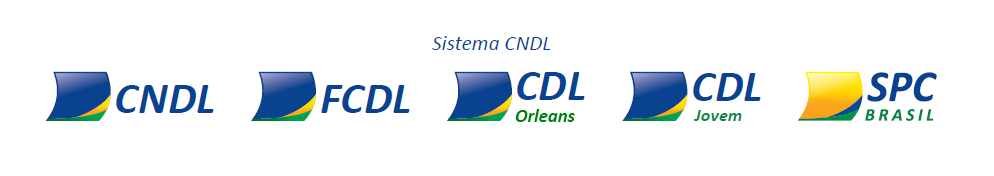 Sistema CNDL
CNDL
FCDL
CDL
Orleans
CDL
Jovem
SPC
BRASIL